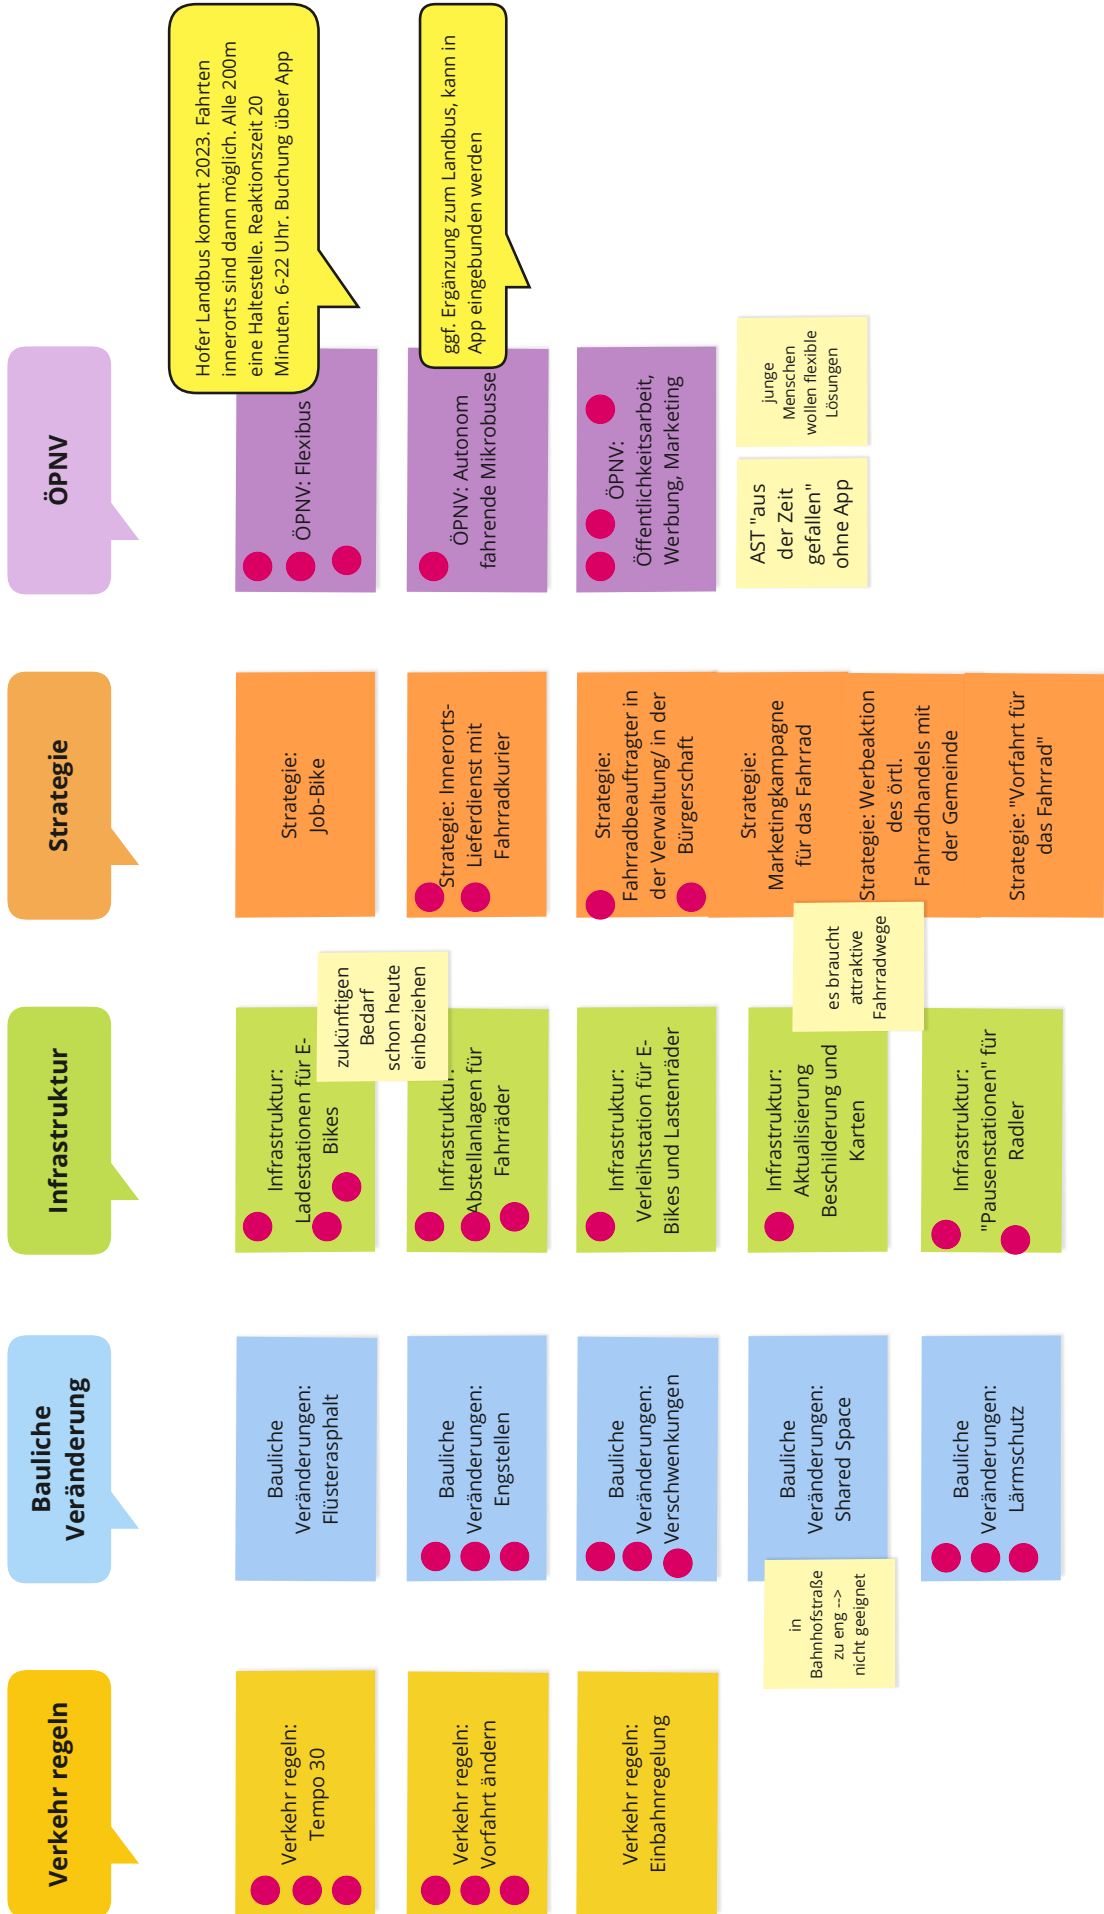 Verkehr regeln
Verkehr regeln:
Tempo 30
Verkehr regeln:
Vorfahrt ändern
Verkehr regeln:
Einbahnregelung
Bauliche
Veränderung
Bauliche
Veränderungen:
Flüsterasphalt
Bauliche
Veränderungen:
Engstellen
Bauliche
Veränderungen:
Verschwenkungen
Bauliche
Veränderungen:
Shared Space
in
Bahnhofstraße
zu eng -->
nicht geeignet
Bauliche
Veränderungen:
Lärmschutz
Infrastruktur
Infrastruktur:
Ladestationen für E-
Bikes
zukünftigen
Bedarf
schon heute
einbeziehen
Infrastruktur:
Abstellanlagen für
Fahrräder
Infrastruktur:
Verleihstation für E-
Bikes und Lastenräder
Infrastruktur:
Aktualisierung
Beschilderung und
Karten
es braucht
attraktive
Fahrradwege
Infrastruktur:
"Pausenstationen" für
Radler
Strategie
Strategie:
Job-Bike
Strategie: Innerorts-
Lieferdienst mit
Fahrradkurier
Strategie:
Fahrradbeauftragter in
der Verwaltung/ in der
Bürgerschaft
Strategie:
Marketingkampagne
für das Fahrrad
Strategie: Werbeaktion
des örtl.
Fahrradhandels mit
der Gemeinde
Strategie: "Vorfahrt für
das Fahrrad"
ÖPNV
Hofer Landbus kommt 2023. Fahrten
innerorts sind dann möglich. Alle 200m
eine Haltestelle. Reaktionszeit 20
Minuten. 6-22 Uhr. Buchung über App
ÖPNV: Flexibus
ggf. Ergänzung zum Landbus, kann in
App eingebunden werden
ÖPNV: Autonom
fahrende Mikrobusse
ÖPNV:
Öffentlichkeitsarbeit,
Werbung, Marketing
AST "aus
der Zeit
gefallen"
ohne App
junge
Menschen
wollen flexible
Lösungen